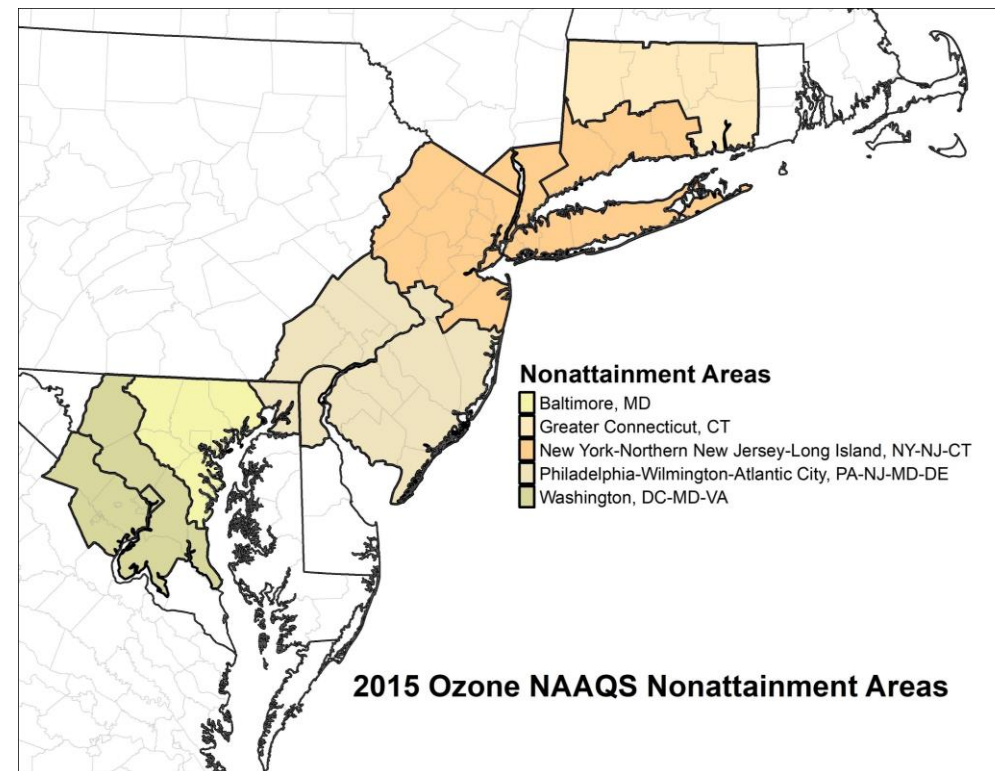 Nonattainment Areas
Baltimore, MD
Greater Connecticut, CT
New York-Northern New Jersey-Long Island, NY-NJ-CT
Philadelphia-Wilmington-Atlantic City, PA-NJ-MD-DE
Washington, DC-MD-VA
2015 Ozone NAAQS Nonattainment Areas